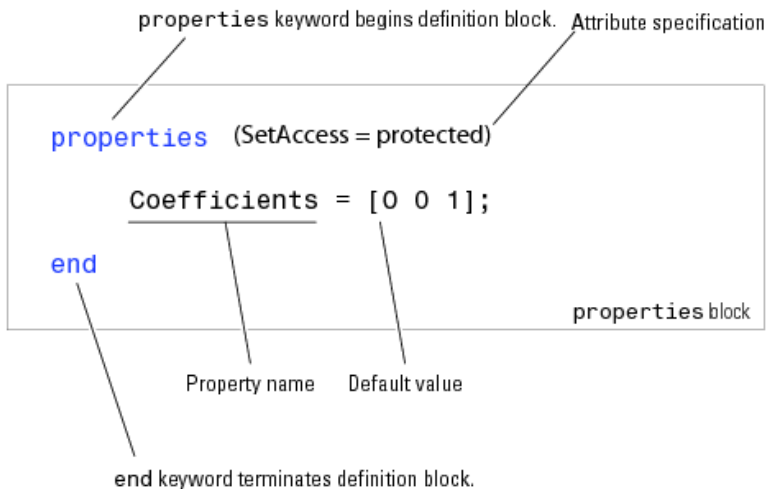 properties keyword begins definition block. Attribute specification
properties (SetAccess = protected)
Coefficients = [0 0 1];
end
properties block
Property name Default value
end keyword terminates definition block.